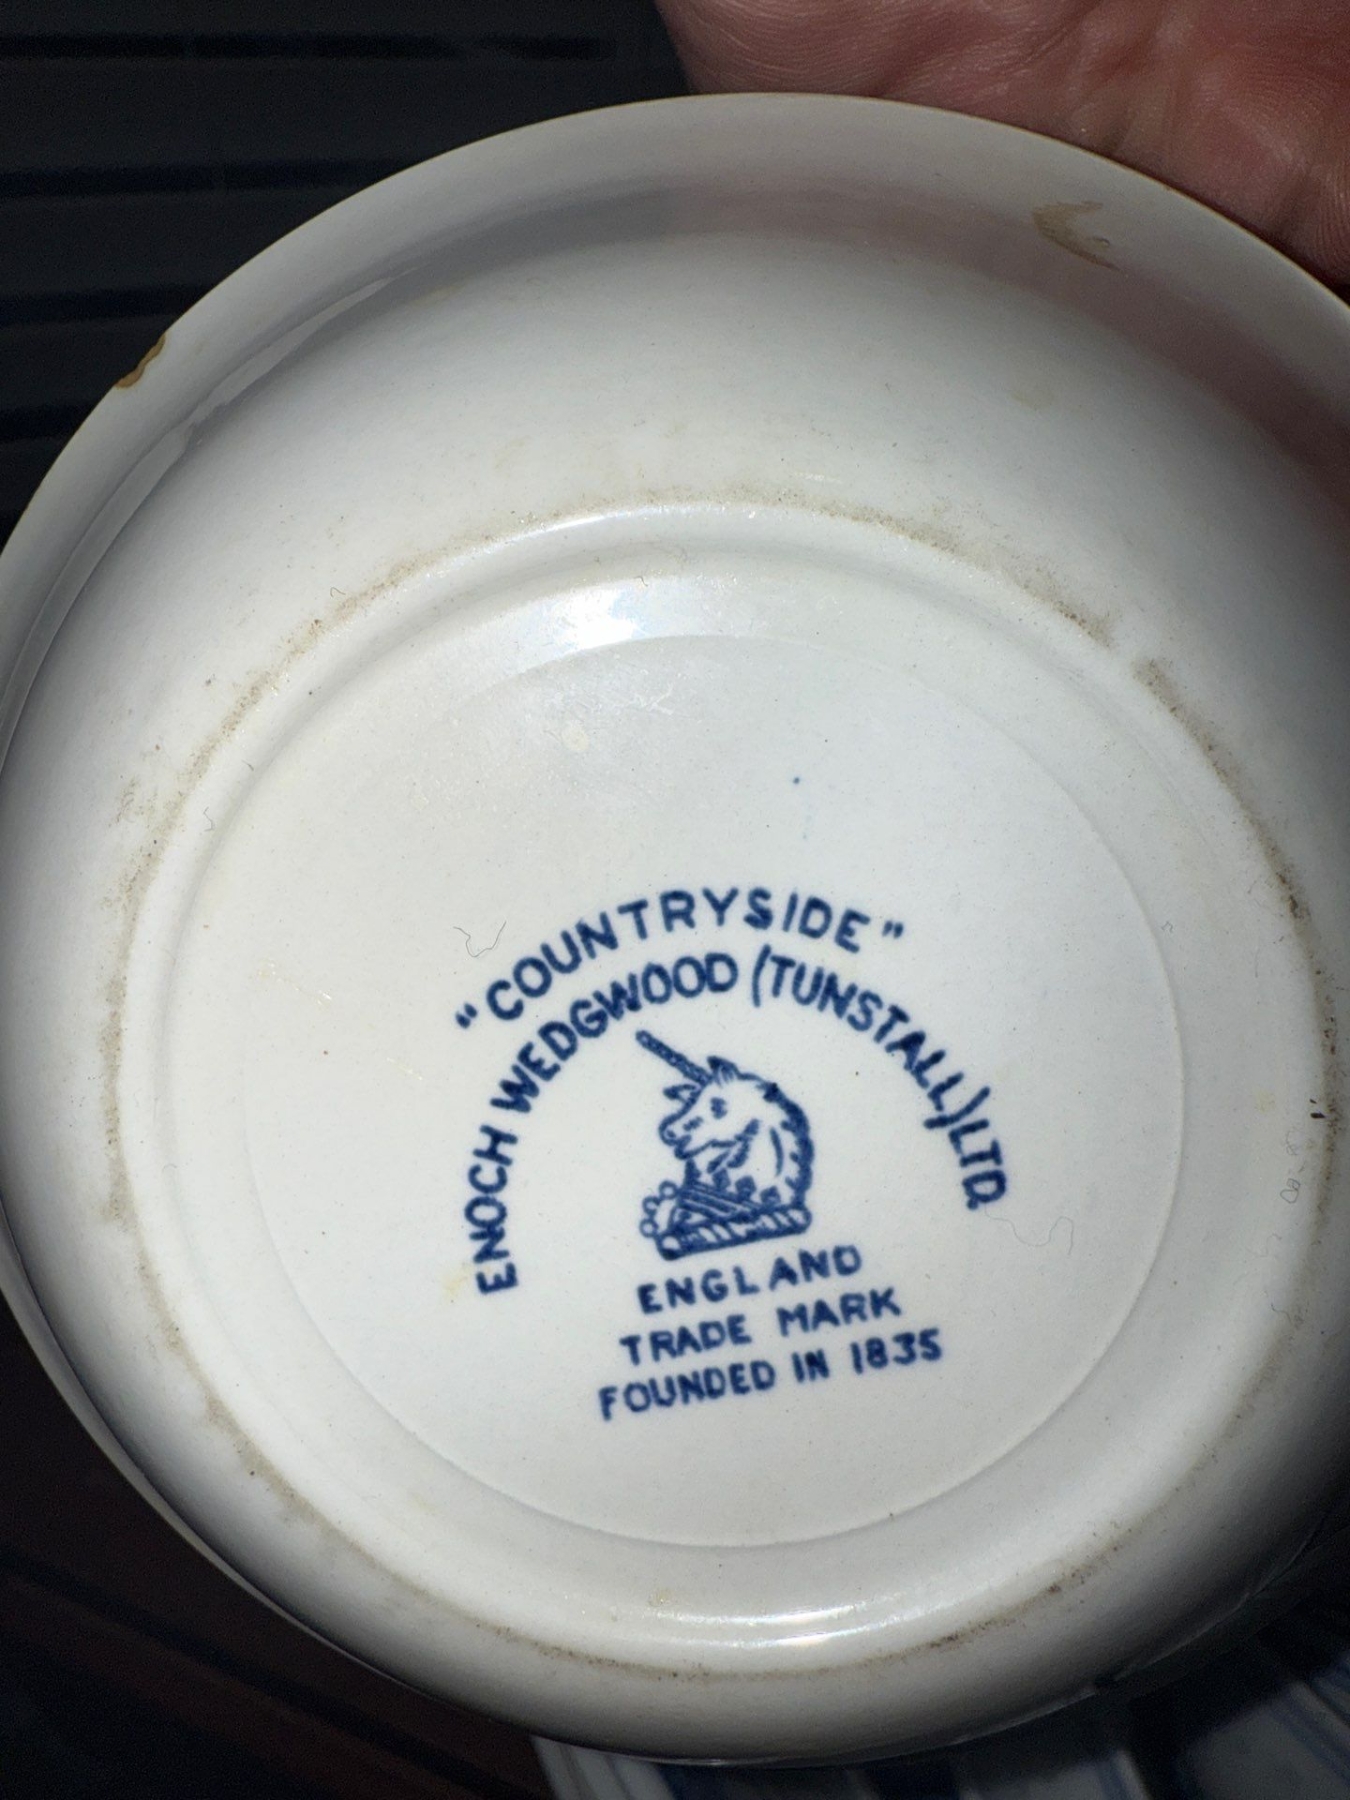 "COUNTRYSIDE"
ENOCH WEDGWOOD (TUNSTALL) LTD
ENGLAND
TRADE MARK
FOUNDED IN 1835